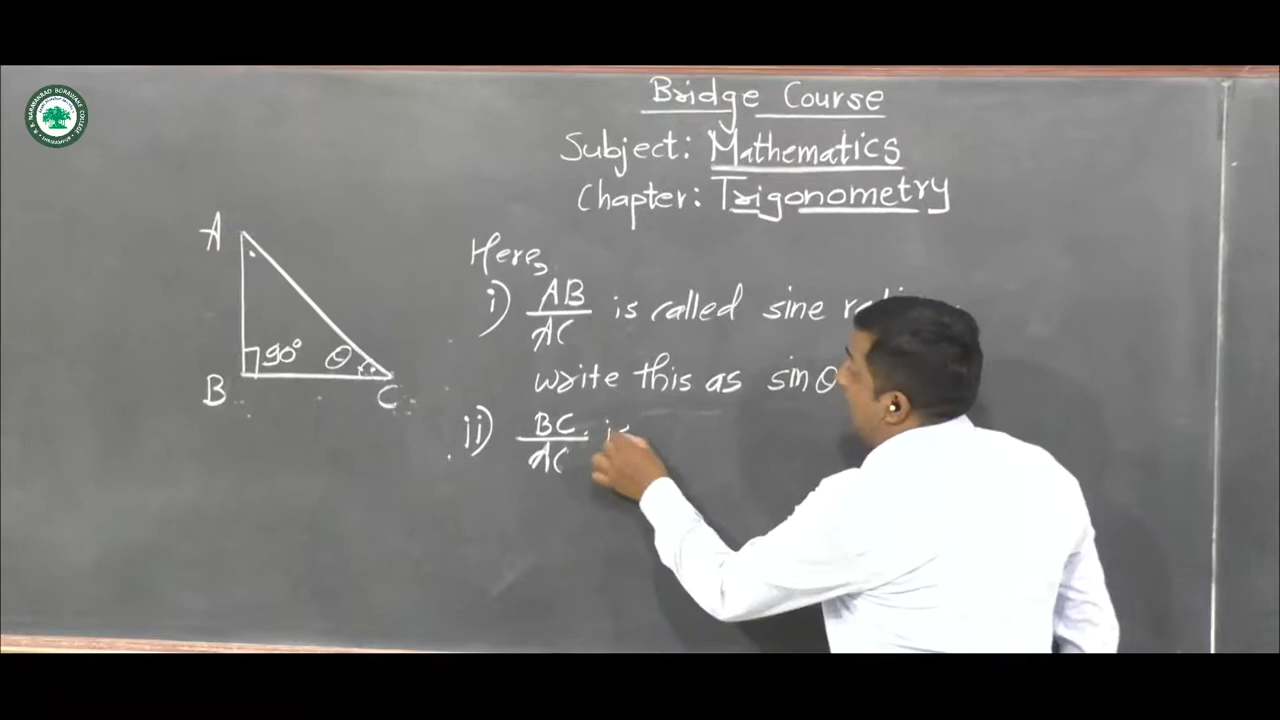 Bridge Course
Subject: Mathematics
Chapter: Trigonometry
A
90°
θ
B
C
Here,
i) AB/AC is called sine
write this as sin θ
ii) BC/AC is